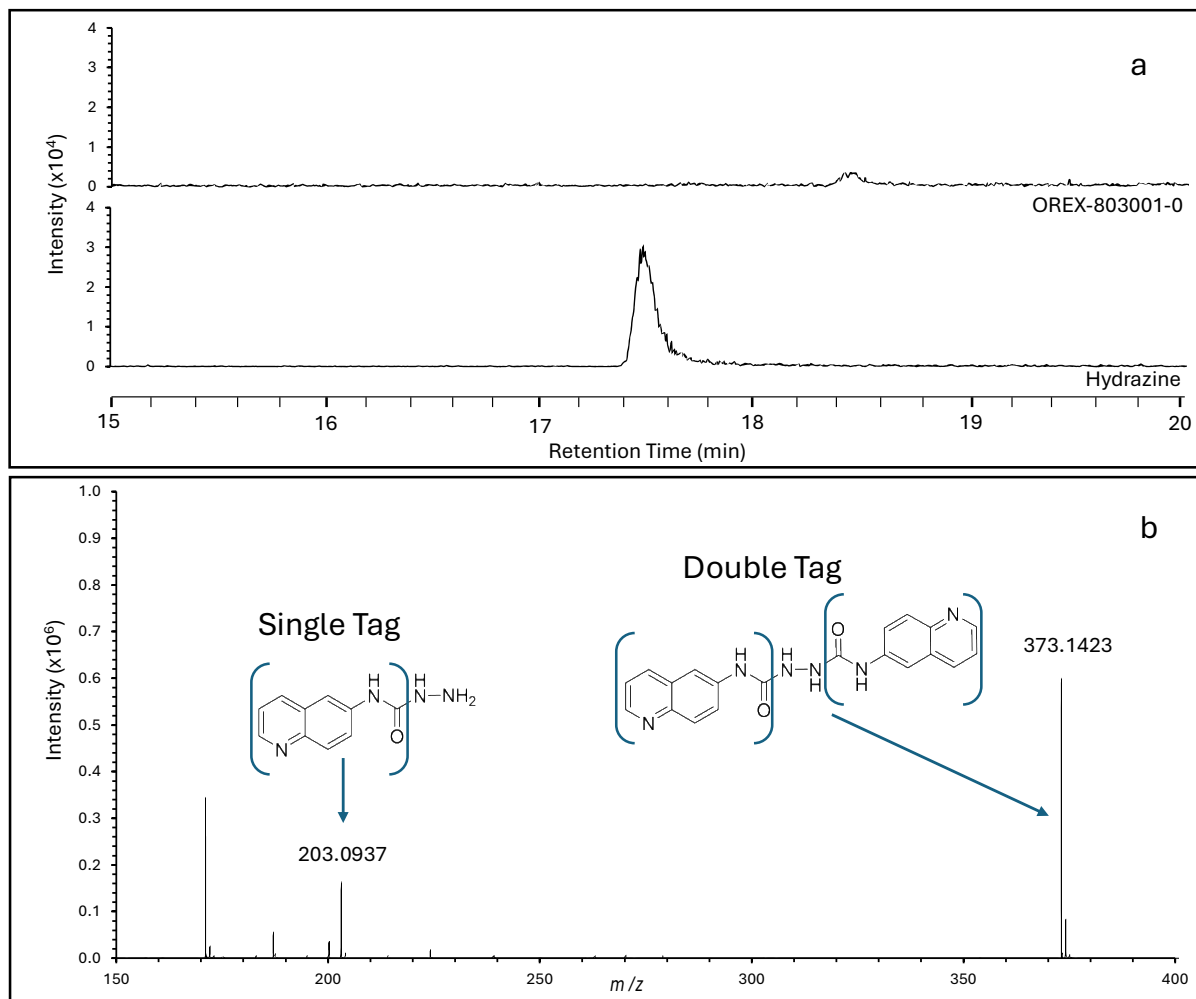 a
Intensity (x10⁴)
4
3
2
1
0
OREX-803001-0
4
3
2
1
0
Hydrazine
15 16 17 18 19 20
Retention Time (min)
b
Intensity (x10⁶)
1.0
0.9
0.8
0.7
0.6
0.5
0.4
0.3
0.2
0.1
0.0
Double Tag
Single Tag
373.1423
203.0937
N
H
N
O
H
N
NH₂
N
H
N
O
H
N
N
H
O
N
H
N
150 200 250 300 350 400
m/z